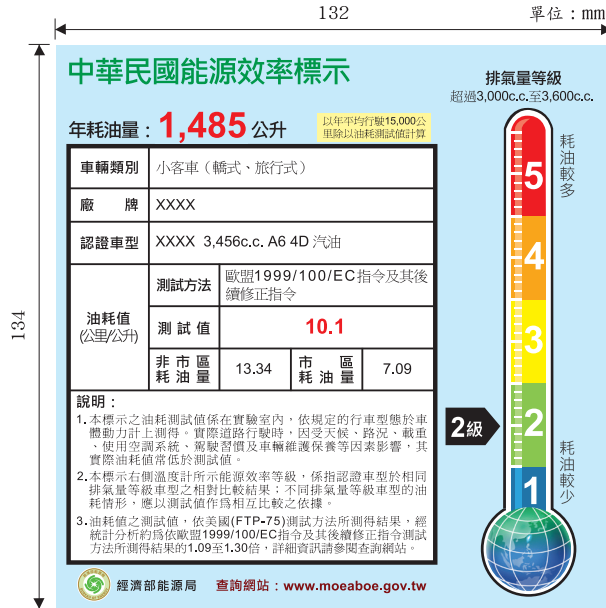 132
單位：mm
134
中華民國能源效率標示
年耗油量：1,485 公升
以年平均行駛15,000公
里除以油耗測試值計算
車輛類別 小客車（轎式、旅行式）
廠 牌 XXXX
認證車型 XXXX 3,456c.c. A6 4D 汽油
油耗值
(公里/公升)
測試方法 歐盟1999/100/EC指令及其後
續修正指令
測 試 值 10.1
非 市 區
耗 油 量
13.34
市 區
耗 油 量
7.09
說明：
1.本標示之油耗測試值係在實驗室內，依規定的行車型態於車
體動力計上測得。實際道路行駛時，因受天候、路況、載重
、使用空調系統、駕駛習慣及車輛維護保養等因素影響，其
實際油耗值常低於測試值。
2.本標示右側溫度計所示能源效率等級，係指認證車型於相同
排氣量等級車型之相對比較結果；不同排氣量等級車型之油
耗情形，應以測試值作為相互比較之依據。
3.油耗值之測試值，依美國(FTP-75)測試方法所測得結果，經
統計分析約為依歐盟1999/100/EC指令及其後續修正指令測試
方法所測得結果的1.09至1.30倍，詳細資訊請參閱查詢網站。
經濟部能源局 查詢網站：www.moeaboe.gov.tw
排氣量等級
超過3,000c.c.至3,600c.c.
耗油較多
5
4
3
2級
2
耗油較少
1